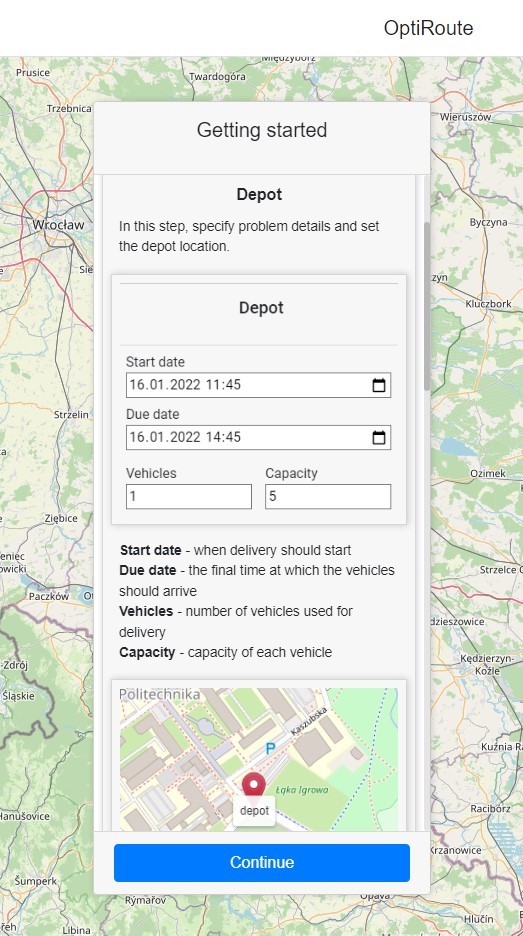 OptiRoute
Międzybórz
Prusice
Twardogóra
Trzebnica
Wieruszów
Getting started
Depot
Wrocław
Byczyna
In this step, specify problem details and set
the depot location.
Kluczbork
Depot
Start date
16.01.2022 11:45
Due date
Strzelin
16.01.2022 14:45
Vehicles Capacity
Ozimek
1 5
Ziębice
Start date - when delivery should start
Due date - the final time at which the vehicles
should arrive
Paczków
Strzelce
Vehicles - number of vehicles used for
delivery
dzieszowice
Capacity - capacity of each vehicle
Kędzierzyn-
Koźle
-Zdrój
Śląskie
Politechnika
Kaszubska
P
Kuźnia Ra
Łąka Igrowa
Racibórz
depot
Hanušovice
Krzanowice
Continue
Šumperk
Rýmařov
Opava
Hlučín
Libina